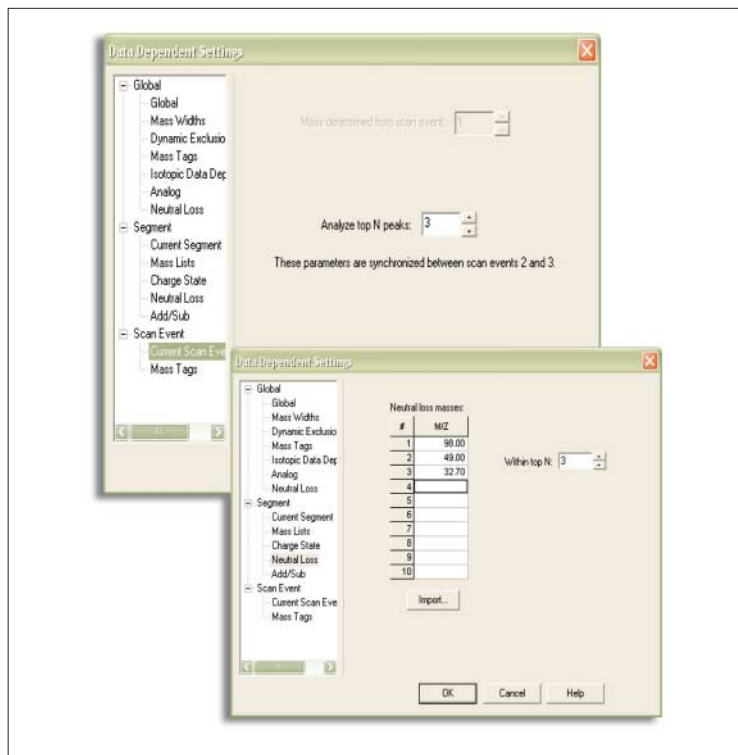 Data Dependent Settings
Global
Global
Mass Widths
Dynamic Exclusio
Mass Tags
Isotopic Data Dep
Analog
Neutral Loss
Segment
Current Segment
Mass Lists
Charge State
Neutral Loss
Add/Sub
Scan Event
Current Scan Eve
Mass Tags
Mass determined from scan event: 1
Analyze top N peaks: 3
These parameters are synchronized between scan events 2 and 3.
Data Dependent Settings
Global
Global
Mass Widths
Dynamic Exclusio
Mass Tags
Isotopic Data Dep
Analog
Neutral Loss
Segment
Current Segment
Mass Lists
Charge State
Neutral Loss
Add/Sub
Scan Event
Current Scan Eve
Mass Tags
Neutral loss masses:
# M/Z
1 98.00
2 49.00
3 32.70
4
5
6
7
8
9
10
Within top N: 3
Import...
OK Cancel Help